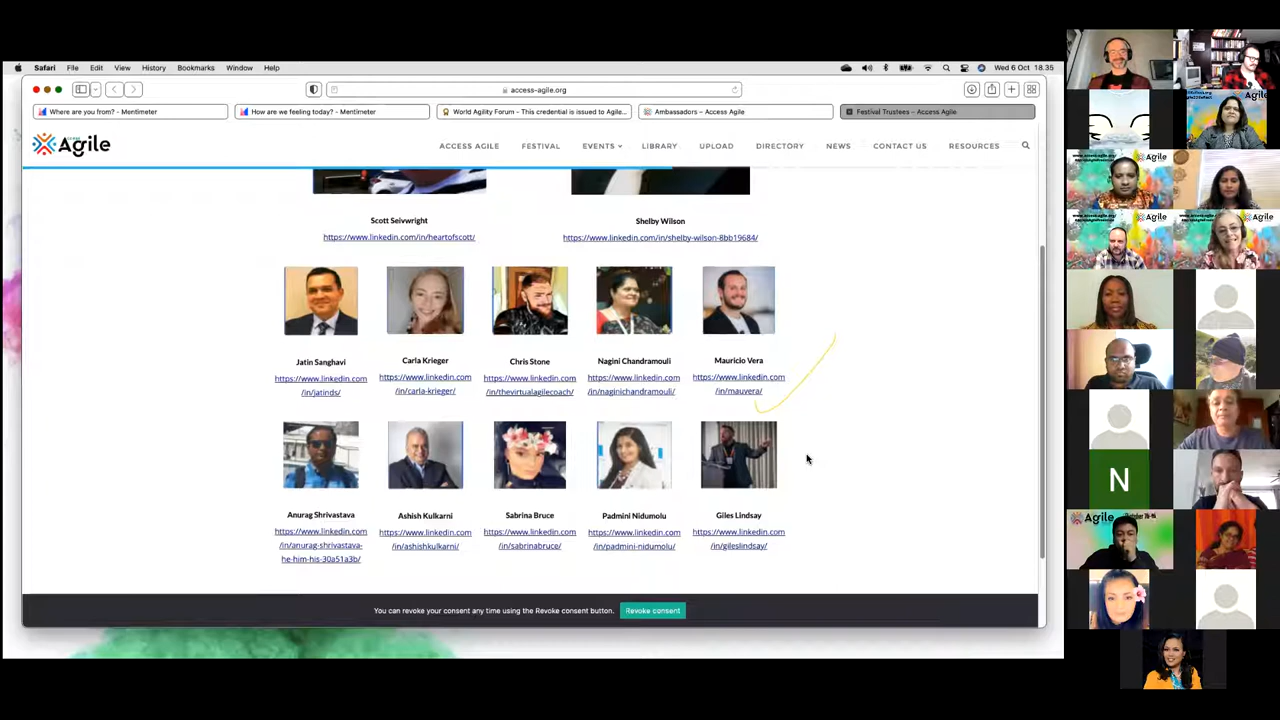 Safari File Edit View History Bookmarks Window Help Wed 6 Oct 18.35
access-agile.org
Where are you from? - Mentimeter How are we feeling today? - Mentimeter World Agility Forum - This credential is issued to Agile... Ambassadors – Access Agile Festival Trustees – Access Agile
Agile ACCESS AGILE FESTIVAL EVENTS LIBRARY UPLOAD DIRECTORY NEWS CONTACT US RESOURCES
Scott Seivwright Shelby Wilson
https://www.linkedin.com/in/heartofscott/ https://www.linkedin.com/in/shelby-wilson-8bb19684/
Jatin Sanghavi Carla Krieger Chris Stone Nagini Chandramouli Mauricio Vera
https://www.linkedin.com https://www.linkedin.com https://www.linkedin.com https://www.linkedin.com https://www.linkedin.com
/in/jatinds/ /in/carla-krieger/ /in/thevirtualagilecoach/ /in/naginichandramouli/ /in/mauvera/
Anurag Shrivastava Ashish Kulkarni Sabrina Bruce Padmini Nidumolu Giles Lindsay
https://www.linkedin.com https://www.linkedin.com https://www.linkedin.com https://www.linkedin.com https://www.linkedin.com
/in/anurag-shrivastava- /in/ashishkulkarni/ /in/sabrinabruce/ /in/padmini-nidumolu/ /in/gileslindsay/
he-him-his-30a51a3b/
You can revoke your consent any time using the Revoke consent button. Revoke consent
Agile
Agile
Agile
Agile
N
Agile